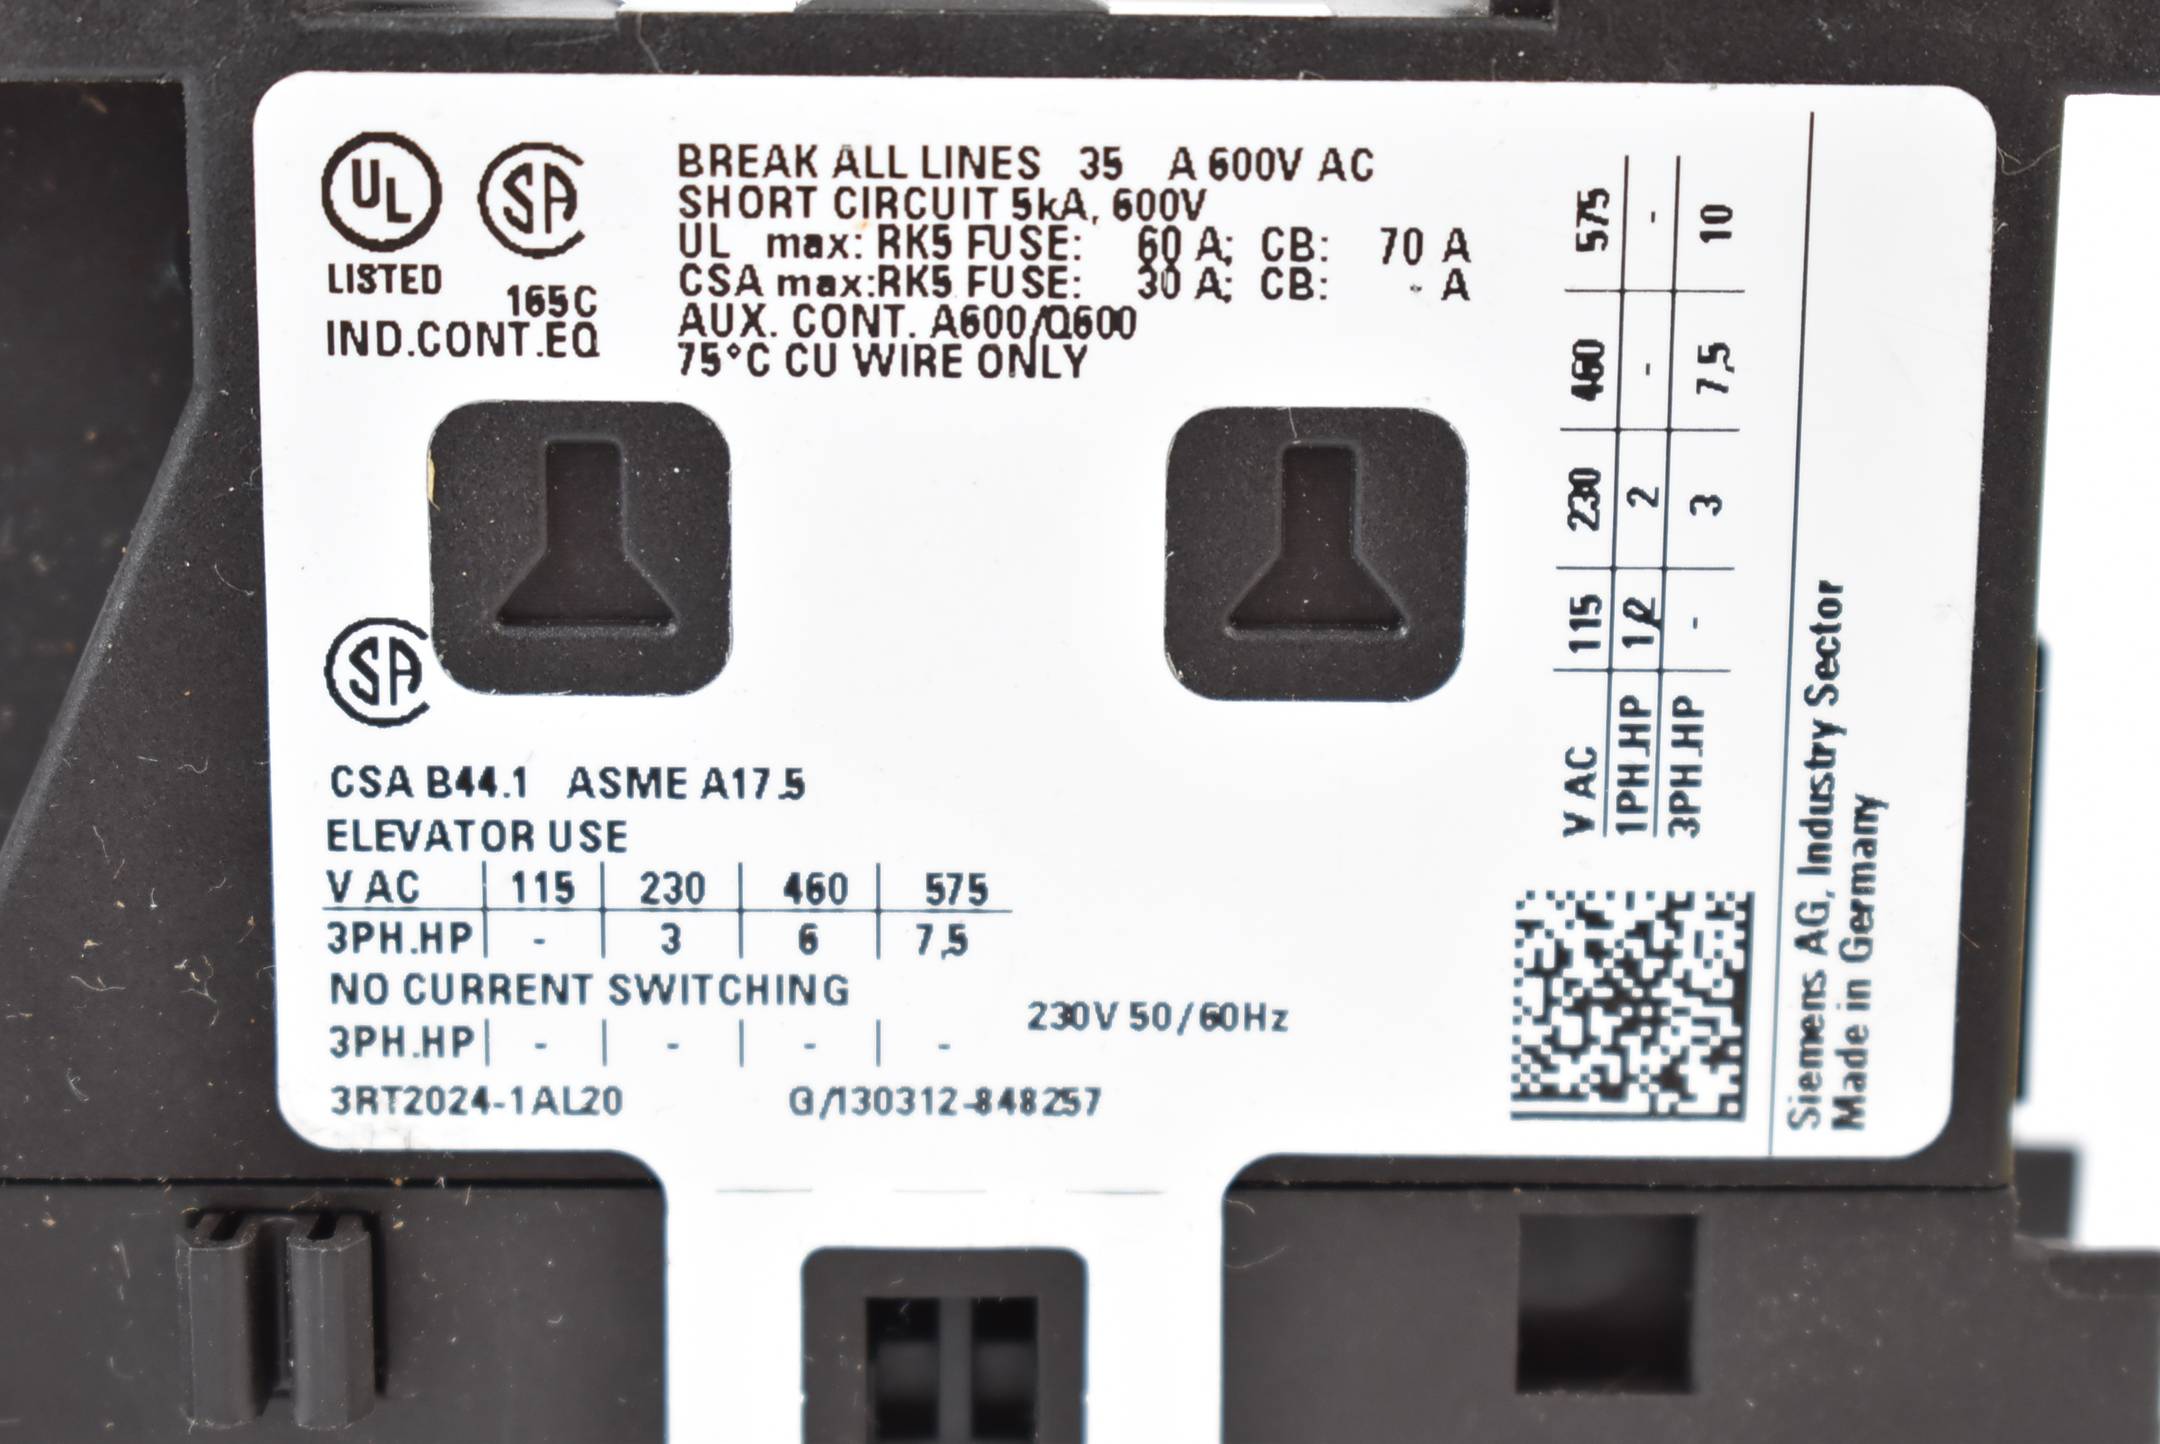 UL LISTED
SA
165C
IND.CONT.EQ
BREAK ALL LINES 35 A 600V AC
SHORT CIRCUIT 5kA, 600V
UL max: RK5 FUSE: 60 A; CB: 70 A
CSA max:RK5 FUSE: 30 A; CB: - A
AUX. CONT. A600/Q600
75°C CU WIRE ONLY
SA
CSA B44.1 ASME A17.5
ELEVATOR USE
V AC 115 230 460 575
3PH.HP - 3 6 7,5
NO CURRENT SWITCHING
3PH.HP - - - -
230V 50/60Hz
3RT2024-1AL20 G/130312-848257
V AC 115 230 460 575
1PH.HP 1/2 2 - -
3PH.HP - 3 7,5 10
Siemens AG, Industry Sector
Made in Germany